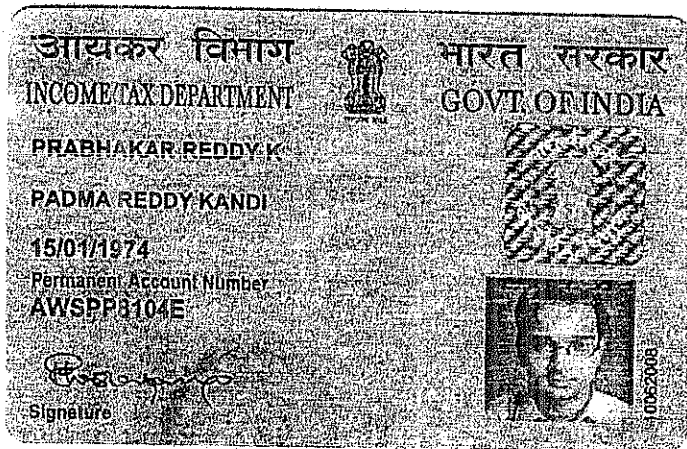 आयकर विभाग
भारत सरकार
INCOME TAX DEPARTMENT
GOVT. OF INDIA
PRABHAKAR REDDY K
PADMA REDDY KANDI
15/01/1974
Permanent Account Number
AWSPP8104E
Signature
10062008